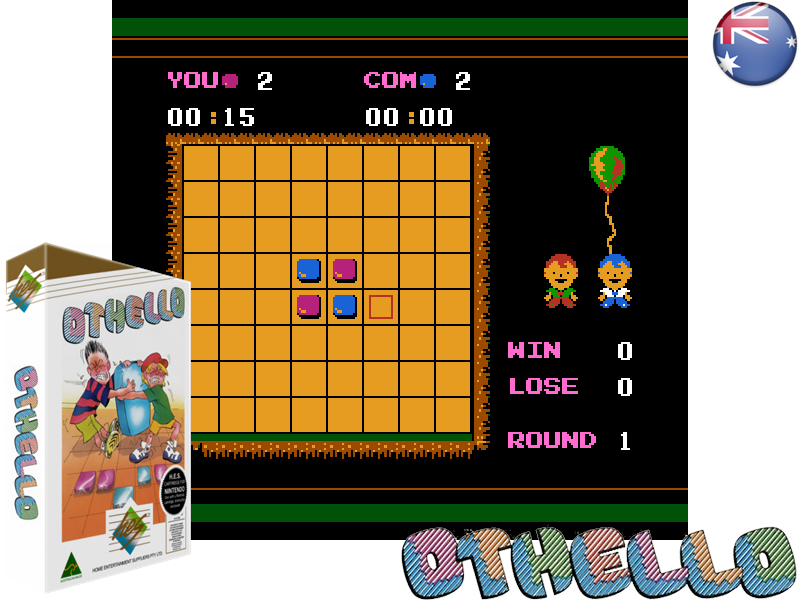 YOU 2 COM 2
00:15 00:00
WIN 0
LOSE 0
ROUND 1
OTHELLO
OTHELLO
H.E.S.
NINTENDO
HOME ENTERTAINMENT SUPPLIERS PTY LTD
OTHELLO